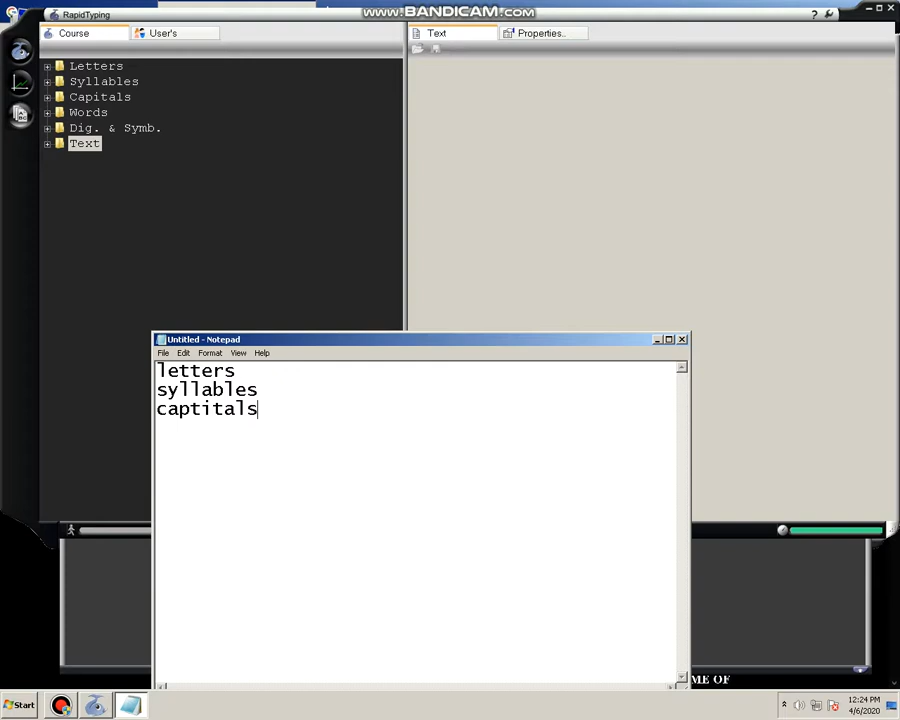 www.BANDICAM.com
RapidTyping
?
Course
User's
Text
Properties..
Letters
Syllables
Capitals
Words
Dig. & Symb.
Text
Untitled - Notepad
File Edit Format View Help
letters
syllables
captitals
ME OF
Start
12:24 PM
4/6/2020